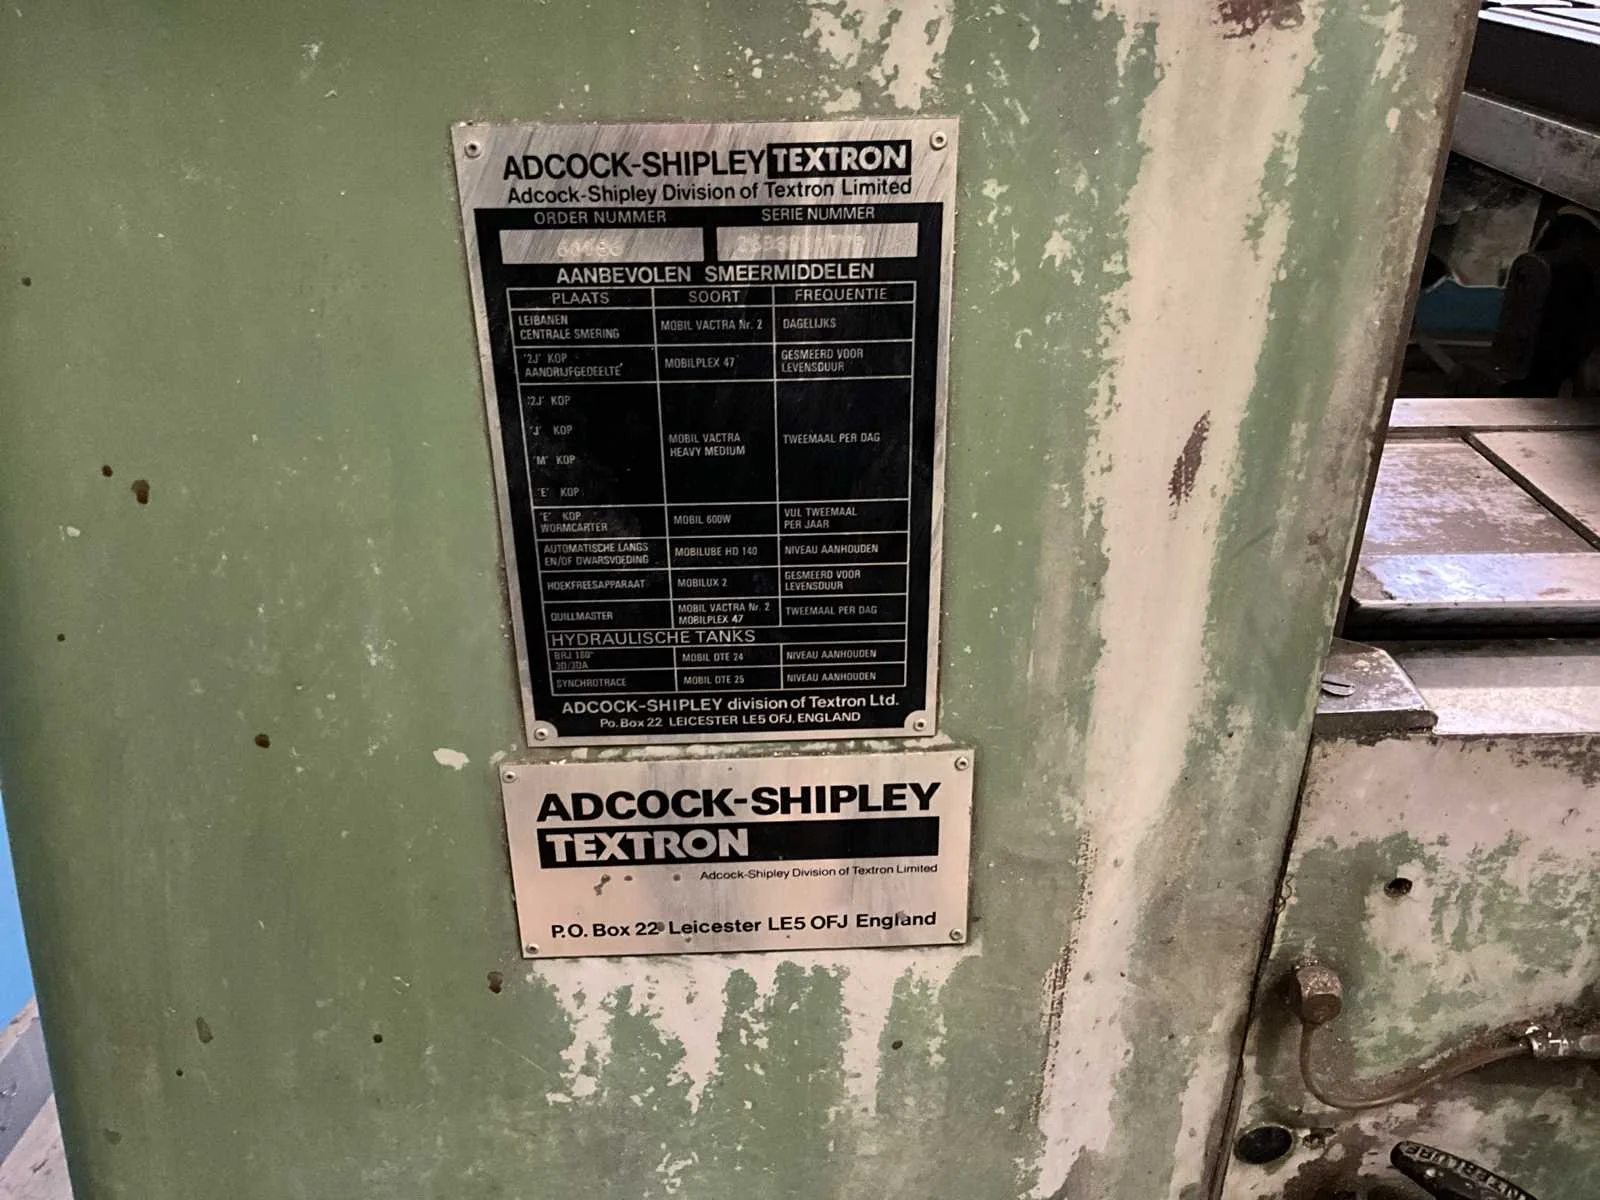 ADCOCK-SHIPLEY TEXTRON
Adcock-Shipley Division of Textron Limited
ORDER NUMMER SERIE NUMMER
AANBEVOLEN SMEERMIDDELEN
PLAATS SOORT FREQUENTIE
LEIBANEN
CENTRALE SMERING MOBIL VACTRA Nr. 2 DAGELIJKS
'2J' KOP
AANDRIJFGEDEELTE' MOBILPLEX 47 GESMEERD VOOR
LEVENSDUUR
'2J' KOP
'J' KOP
'M' KOP
'E' KOP
MOBIL VACTRA
HEAVY MEDIUM
TWEEMAAL PER DAG
'E' KOP
WORMCARTER MOBIL 600W VUL TWEEMAAL
PER JAAR
AUTOMATISCHE LANGS
EN/OF DWARSVOEDING MOBILUBE HD 140 NIVEAU AANHOUDEN
HOEKFREESAPPARAAT MOBILUX 2 GESMEERD VOOR
LEVENSDUUR
QUILLMASTER MOBIL VACTRA Nr. 2
MOBILPLEX 47 TWEEMAAL PER DAG
HYDRAULISCHE TANKS
BRJ 180°
3D/3DA MOBIL DTE 24 NIVEAU AANHOUDEN
SYNCHROTRACE MOBIL DTE 25 NIVEAU AANHOUDEN
ADCOCK-SHIPLEY division of Textron Ltd.
Po. Box 22 LEICESTER LE5 OFJ, ENGLAND
ADCOCK-SHIPLEY
TEXTRON
Adcock-Shipley Division of Textron Limited
P.O. Box 22 Leicester LE5 OFJ England